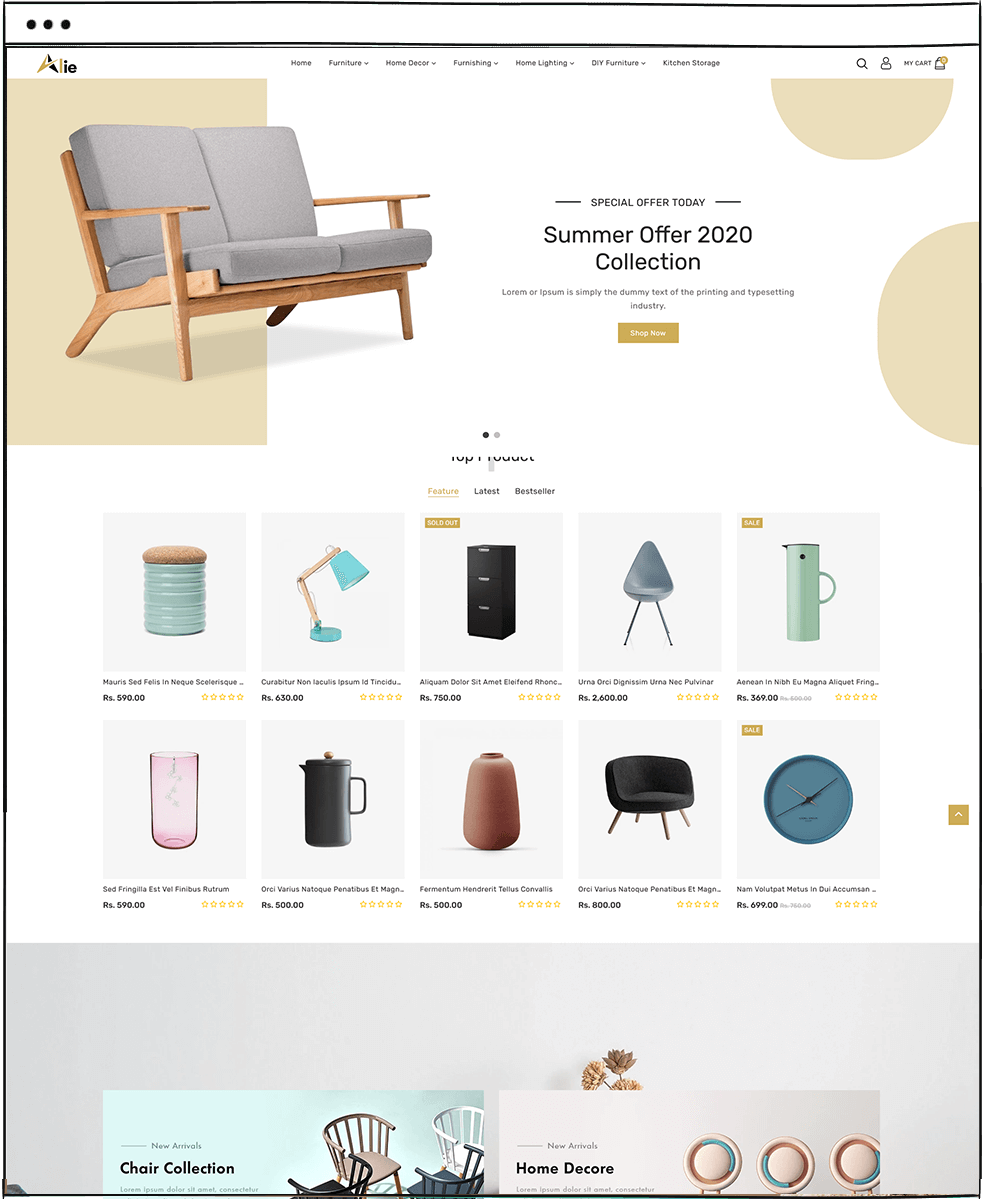 Alie
Home Furniture Home Decor Furnishing Home Lighting DIY Furniture Kitchen Storage MY CART 0
SPECIAL OFFER TODAY
Summer Offer 2020
Collection
Lorem or Ipsum is simply the dummy text of the printing and typesetting
industry.
Shop Now
Top Product
Feature Latest Bestseller
SOLD OUT SALE
Mauris Sed Felis In Neque Scelerisque ... Curabitur Non Iaculis Ipsum Id Tincidu... Aliquam Dolor Sit Amet Eleifend Rhonc... Urna Orci Dignissim Urna Nec Pulvinar Aenean In Nibh Eu Magna Aliquet Fring...
Rs. 590.00 Rs. 630.00 Rs. 750.00 Rs. 2,600.00 Rs. 369.00 Rs. 600.00
SALE
Sed Fringilla Est Vel Finibus Rutrum Orci Varius Natoque Penatibus Et Magn... Fermentum Hendrerit Tellus Convallis Orci Varius Natoque Penatibus Et Magn... Nam Volutpat Metus In Dui Accumsan ...
Rs. 590.00 Rs. 500.00 Rs. 500.00 Rs. 800.00 Rs. 699.00 Rs. 750.00
New Arrivals New Arrivals
Chair Collection Home Decore
Lorem ipsum dolor sit amet, consectetur Lorem ipsum dolor sit amet, consectetur